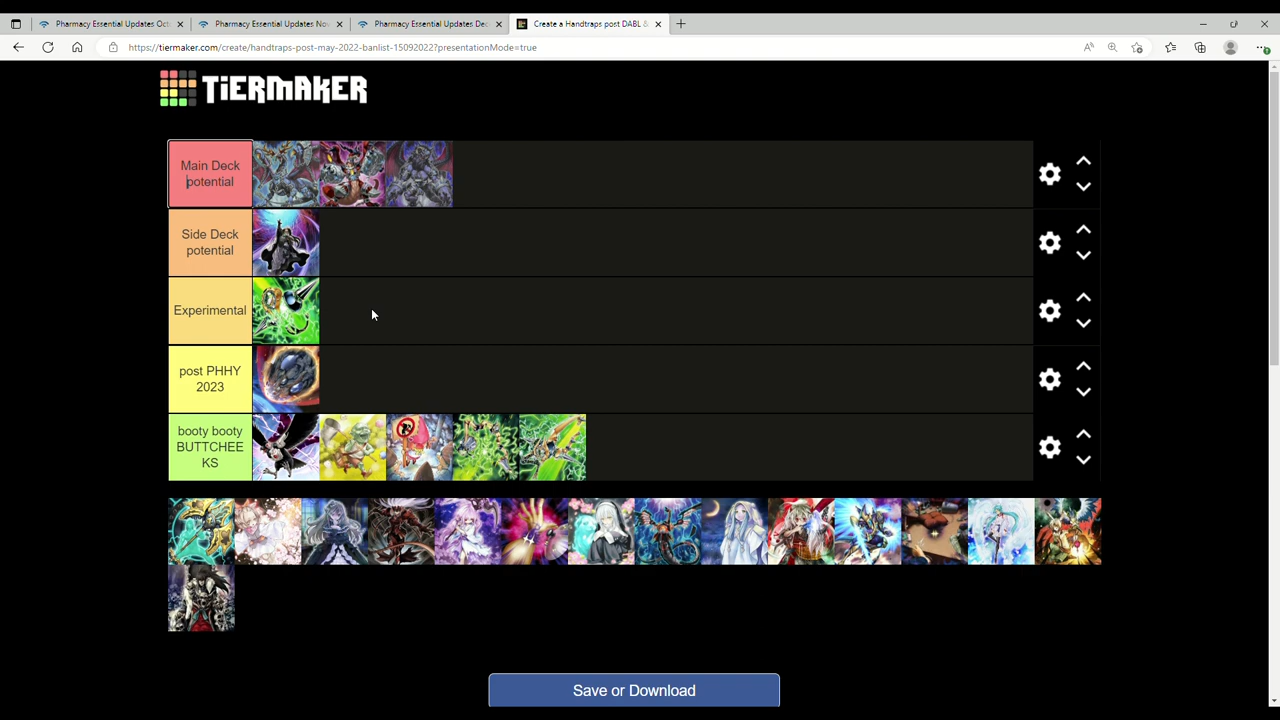 Pharmacy Essential Updates Oct
Pharmacy Essential Updates Nov
Pharmacy Essential Updates Dec
Create a Handtraps post DABL &
https://tiermaker.com/create/handtraps-post-may-2022-banlist-15092022?presentationMode=true
TiERMAKER
Main Deck
potential
Side Deck
potential
Experimental
post PHHY
2023
booty booty
BUTTCHEE
KS
Save or Download